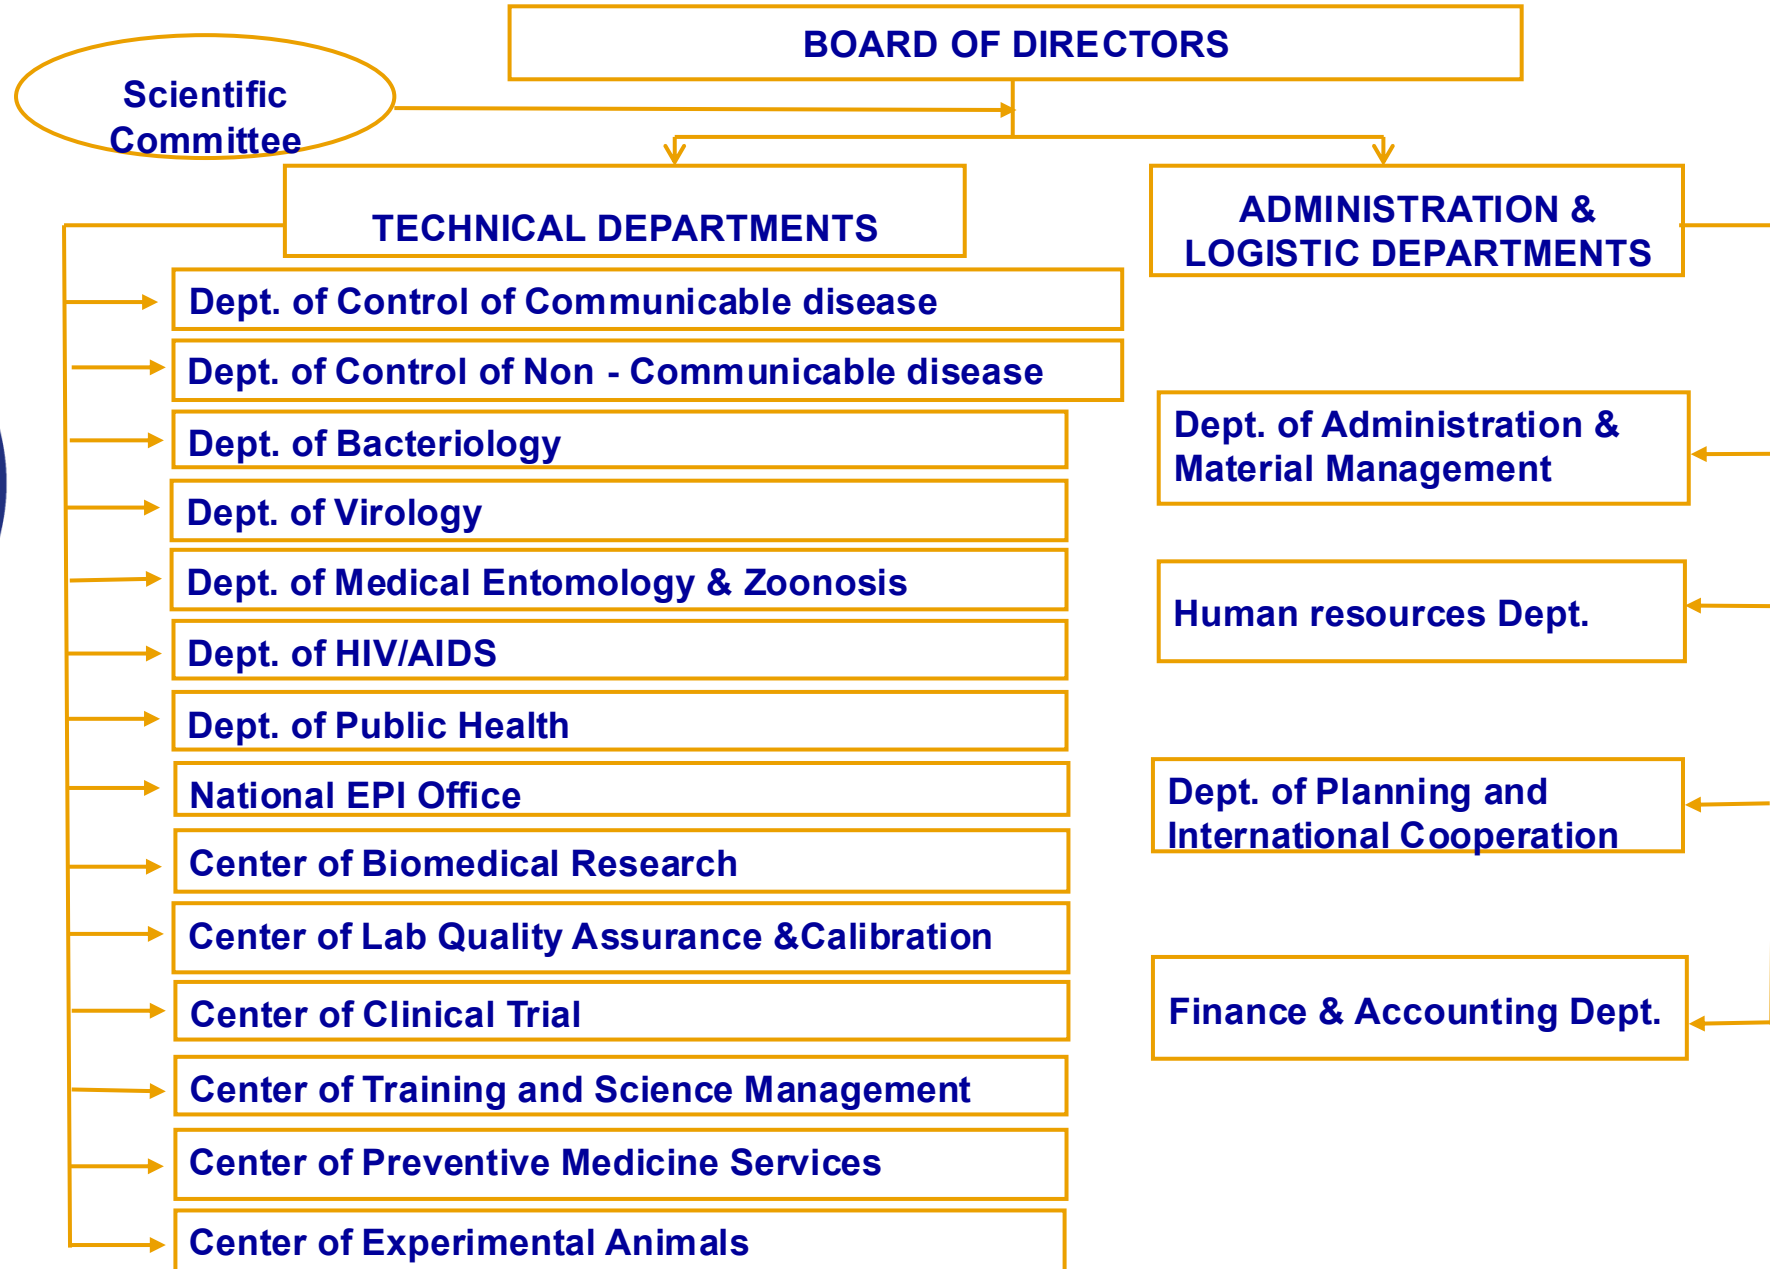 BOARD OF DIRECTORS
Scientific
Committee
TECHNICAL DEPARTMENTS
ADMINISTRATION &
LOGISTIC DEPARTMENTS
Dept. of Control of Communicable disease
Dept. of Control of Non - Communicable disease
Dept. of Bacteriology
Dept. of Virology
Dept. of Medical Entomology & Zoonosis
Dept. of HIV/AIDS
Dept. of Public Health
National EPI Office
Center of Biomedical Research
Center of Lab Quality Assurance &Calibration
Center of Clinical Trial
Center of Training and Science Management
Center of Preventive Medicine Services
Center of Experimental Animals
Dept. of Administration &
Material Management
Human resources Dept.
Dept. of Planning and
International Cooperation
Finance & Accounting Dept.